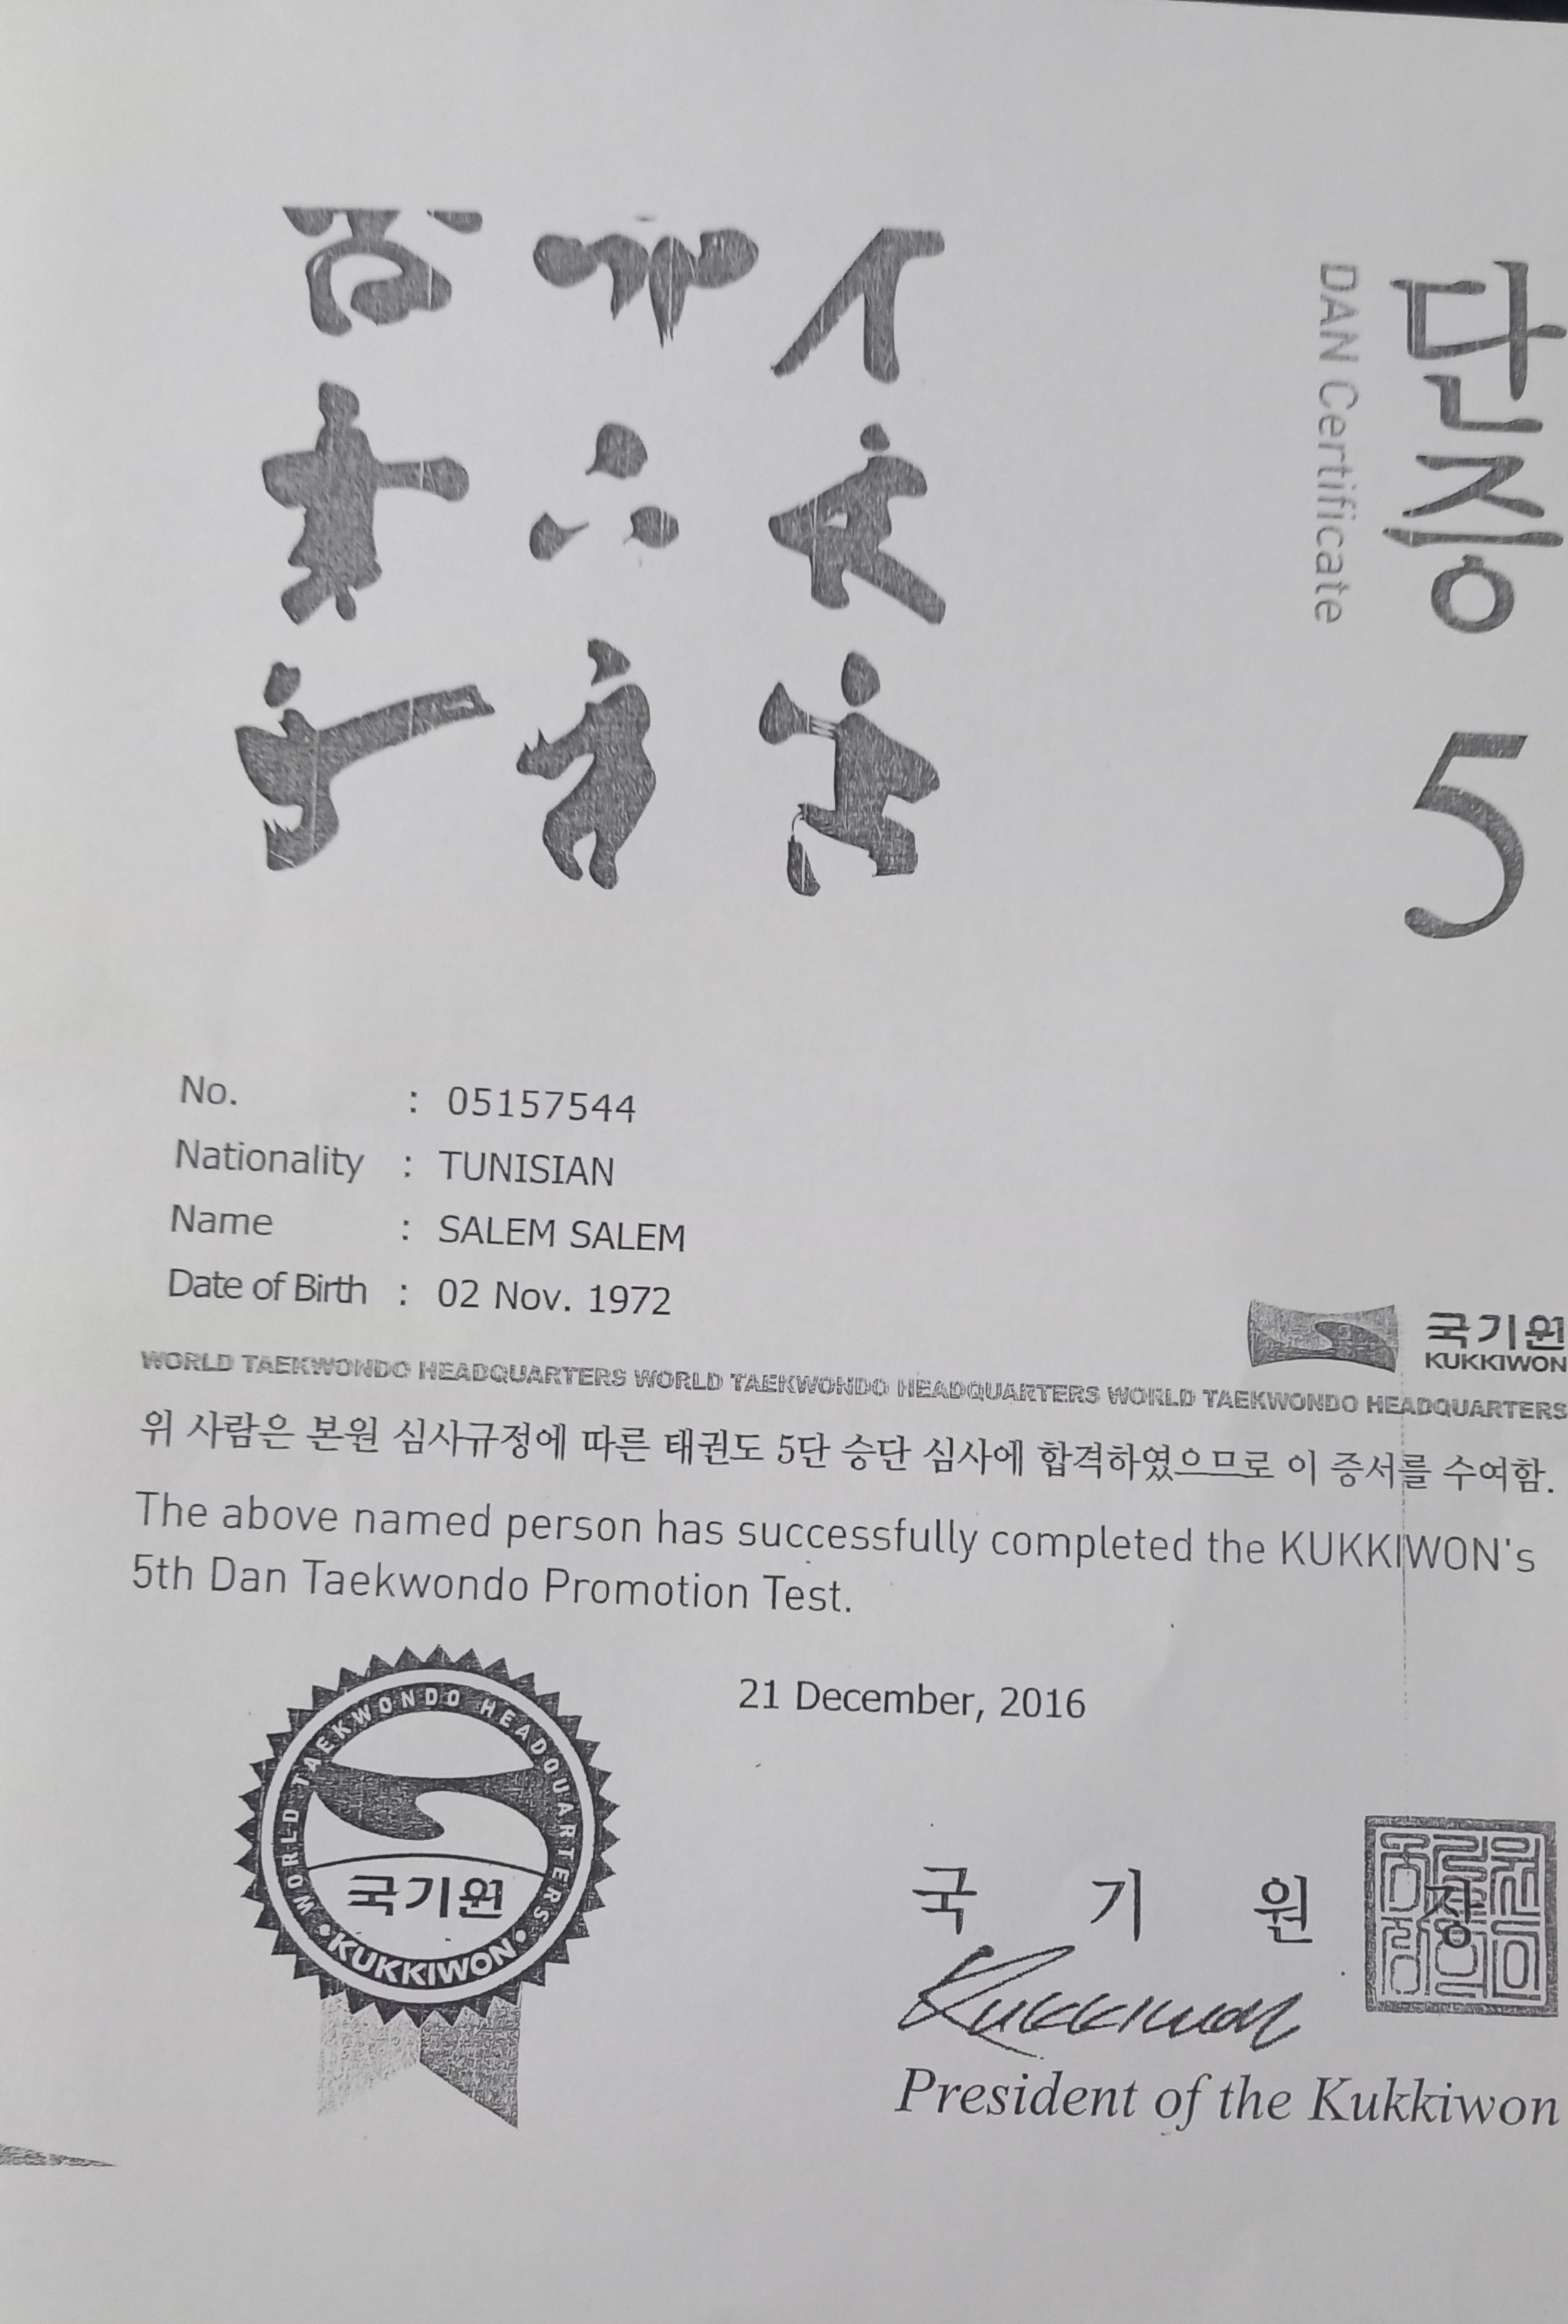 단증 5
DAN Certificate
No. : 05157544
Nationality : TUNISIAN
Name : SALEM SALEM
Date of Birth : 02 Nov. 1972
국기원
KUKKIWON
WORLD TAEKWONDO HEADQUARTERS WORLD TAEKWONDO HEADQUARTERS WORLD TAEKWONDO HEADQUARTERS
위 사람은 본원 심사규정에 따른 태권도 5단 승단 심사에 합격하였으므로 이 증서를 수여함.
The above named person has successfully completed the KUKKIWON's
5th Dan Taekwondo Promotion Test.
21 December, 2016
WORLD TAEKWONDO HEADQUARTERS
국기원
KUKKIWON
국 기 원 장
Kukkiwon
President of the Kukkiwon